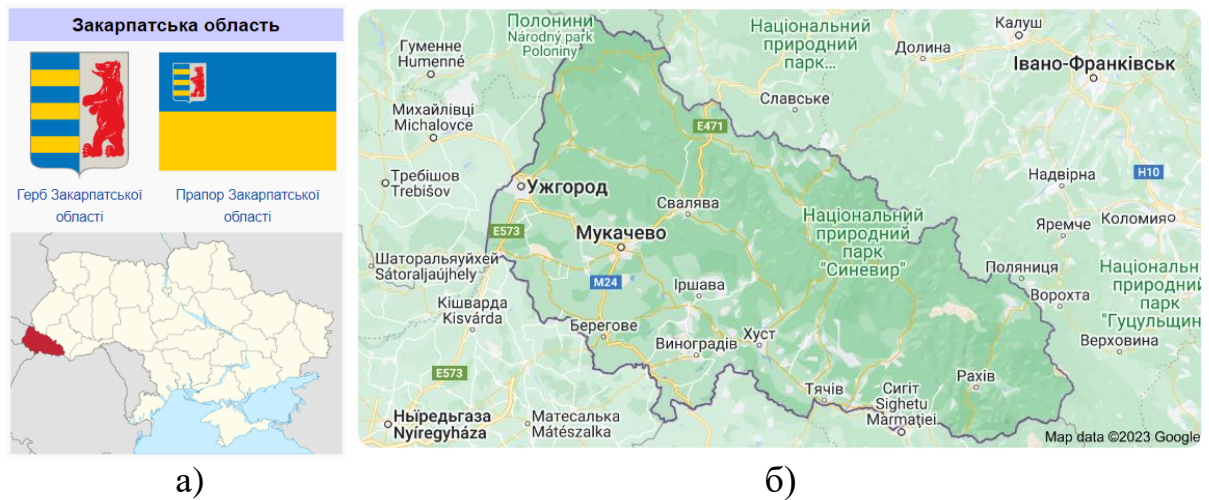 Закарпатська область
Герб Закарпатської
області
Прапор Закарпатської
області
Полонини
Národný park
Poloniny
Гуменне
Humenné
Національний
природний
парк...
Калуш
Долина
Івано-Франківськ
Михайлівці
Michalovce
Славське
E471
Требішов
Trebišov
Ужгород
Надвірна
H10
Свалява
Національний
природний
парк
"Синевир"
Яремче
Коломия
E573
Мукачево
Шаторальяуйхей
Sátoraljaújhely
M24
Іршава
Поляниця
Національн
природни
парк
"Гуцульщин
Ворохта
Кішварда
Kisvárda
Берегове
Виноградів
Хуст
Верховина
E573
Тячів
Сигіт
Sighetu
Marmației
Рахів
Ньїредьгаза
Nyíregyháza
Матесалька
Mátészalka
Map data ©2023 Google
а)
б)